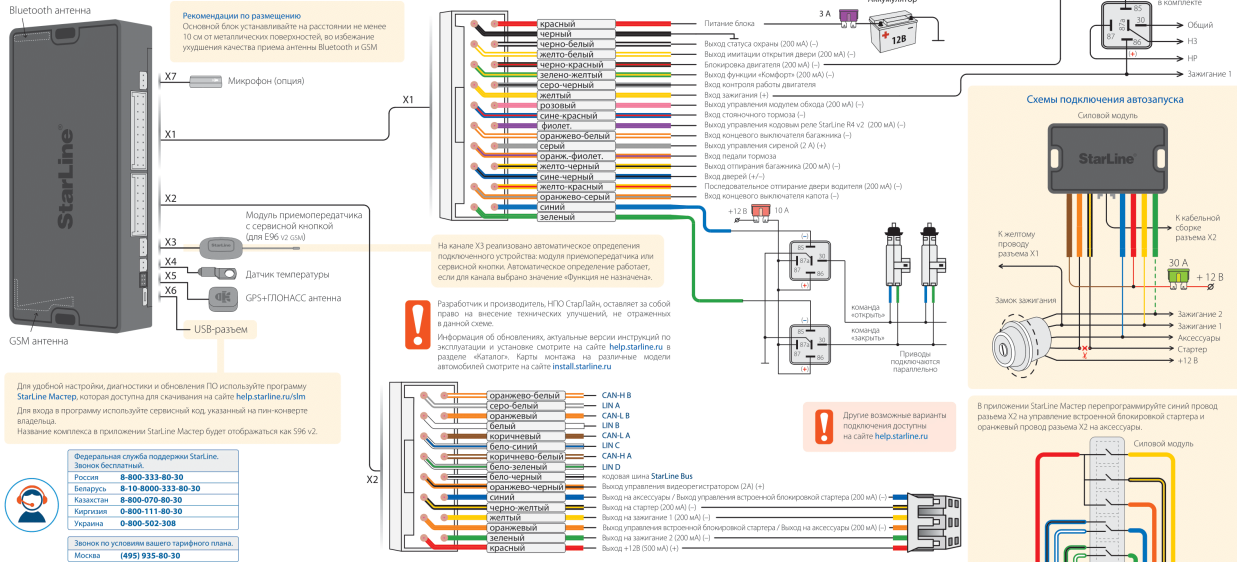 Bluetooth антенна
StarLine
GSM антенна
Рекомендации по размещению
Основной блок устанавливайте на расстоянии не менее
10 см от металлических поверхностей, во избежание
ухудшения качества приема антенны Bluetooth и GSM
X7
Микрофон (опция)
X1
X2
Модуль приемопередатчика
с сервисной кнопкой
(для E96 V2 GSM)
X3
StarLine
X4
Датчик температуры
X5
GPS+ГЛОНАСС антенна
X6
USB-разъем
Для удобной настройки, диагностики и обновления ПО используйте программу
StarLine Мастер, которая доступна для скачивания на сайте help.starline.ru/slm
Для входа в программу используйте сервисный код, указанный на пин-конверте
владельца.
Название комплекса в приложении StarLine Мастер будет отображаться как S96 v2.
Федеральная служба поддержки StarLine.
Звонок бесплатный.
Россия 8-800-333-80-30
Беларусь 8-10-8000-333-80-30
Казахстан 8-800-070-80-30
Киргизия 0-800-111-80-30
Украина 0-800-502-308
Звонок по условиям вашего тарифного плана.
Москва (495) 935-80-30
X1
красный Питание блока
черный
черно-белый Выход статуса охраны (200 мА) (–)
желто-белый Выход имитации открытия двери (200 мА) (–)
черно-красный Блокировка двигателя (200 мА) (–)
зелено-желтый Выход функции «Комфорт» (200 мА) (–)
серо-черный Вход контроля работы двигателя
желтый Вход зажигания (+)
розовый Выход управления модулем обхода (200 мА) (–)
сине-красный Вход стояночного тормоза (–)
фиолет. Выход управления кодовым реле StarLine R4 v2 (200 мА) (–)
оранжево-белый Вход концевого выключателя багажника (–)
серый Выход управления сиреной (2 А) (+)
оранж.-фиолет. Вход педали тормоза
желто-черный Выход отпирания багажника (200 мА) (–)
сине-черный Вход дверей (+/–)
желто-красный Последовательное отпирание двери водителя (200 мА) (–)
оранжево-серый Вход концевого выключателя капота (–)
синий
зеленый
3 А
12В
На канале X3 реализовано автоматическое определение
подключенного устройства: модуля приемопередатчика или
сервисной кнопки. Автоматическое определение работает,
если для канала выбрано значение «Функция не назначена».
Разработчик и производитель, НПО СтарЛайн, оставляет за собой
право на внесение технических улучшений, не отраженных
в данной схеме.
Информация об обновлениях, актуальные версии инструкций по
эксплуатации и установке смотрите на сайте help.starline.ru в
разделе «Каталог». Карты монтажа на различные модели
автомобилей смотрите на сайте install.starline.ru
+12 В 10 А
(–)
85
87a 30
87 86
(+)
(–)
85
87a 30
87 86
(+)
команда
«открыть»
команда
«закрыть»
Приводы
подключаются
параллельно
Другие возможные варианты
подключения доступны
на сайте help.starline.ru
X2
оранжево-белый CAN-H B
серо-белый LIN A
оранжевый CAN-L B
белый LIN B
коричневый CAN-L A
бело-синий LIN C
коричнево-белый CAN-H A
бело-зеленый LIN D
бело-черный кодовая шина StarLine Bus
оранжево-черный Выход управления видеорегистратором (2А) (+)
синий Выход на аксессуары / Выход управления встроенной блокировкой стартера (200 мА) (–)
черно-желтый Выход на стартер (200 мА) (–)
желтый Выход на зажигание 1 (200 мА) (–)
оранжевый Выход управления встроенной блокировкой стартера / Выход на аксессуары (200 мА) (–)
зеленый Выход на зажигание 2 (200 мА) (–)
красный Выход +12В (500 мА) (+)
в комплекте
85
87a 30
87
86
(+)
Общий
НЗ
НР
Зажигание 1
Схемы подключения автозапуска
Силовой модуль
StarLine
К желтому
проводу
разъема X1
К кабельной
сборке
разъема X2
30 А
+ 12 В
Замок зажигания
Зажигание 2
Зажигание 1
Аксессуары
Стартер
+12 В
В приложении StarLine Мастер перепрограммируйте синий провод
разъема X2 на управление встроенной блокировкой стартера и
оранжевый провод разъема X2 на аксессуары.
Силовой модуль